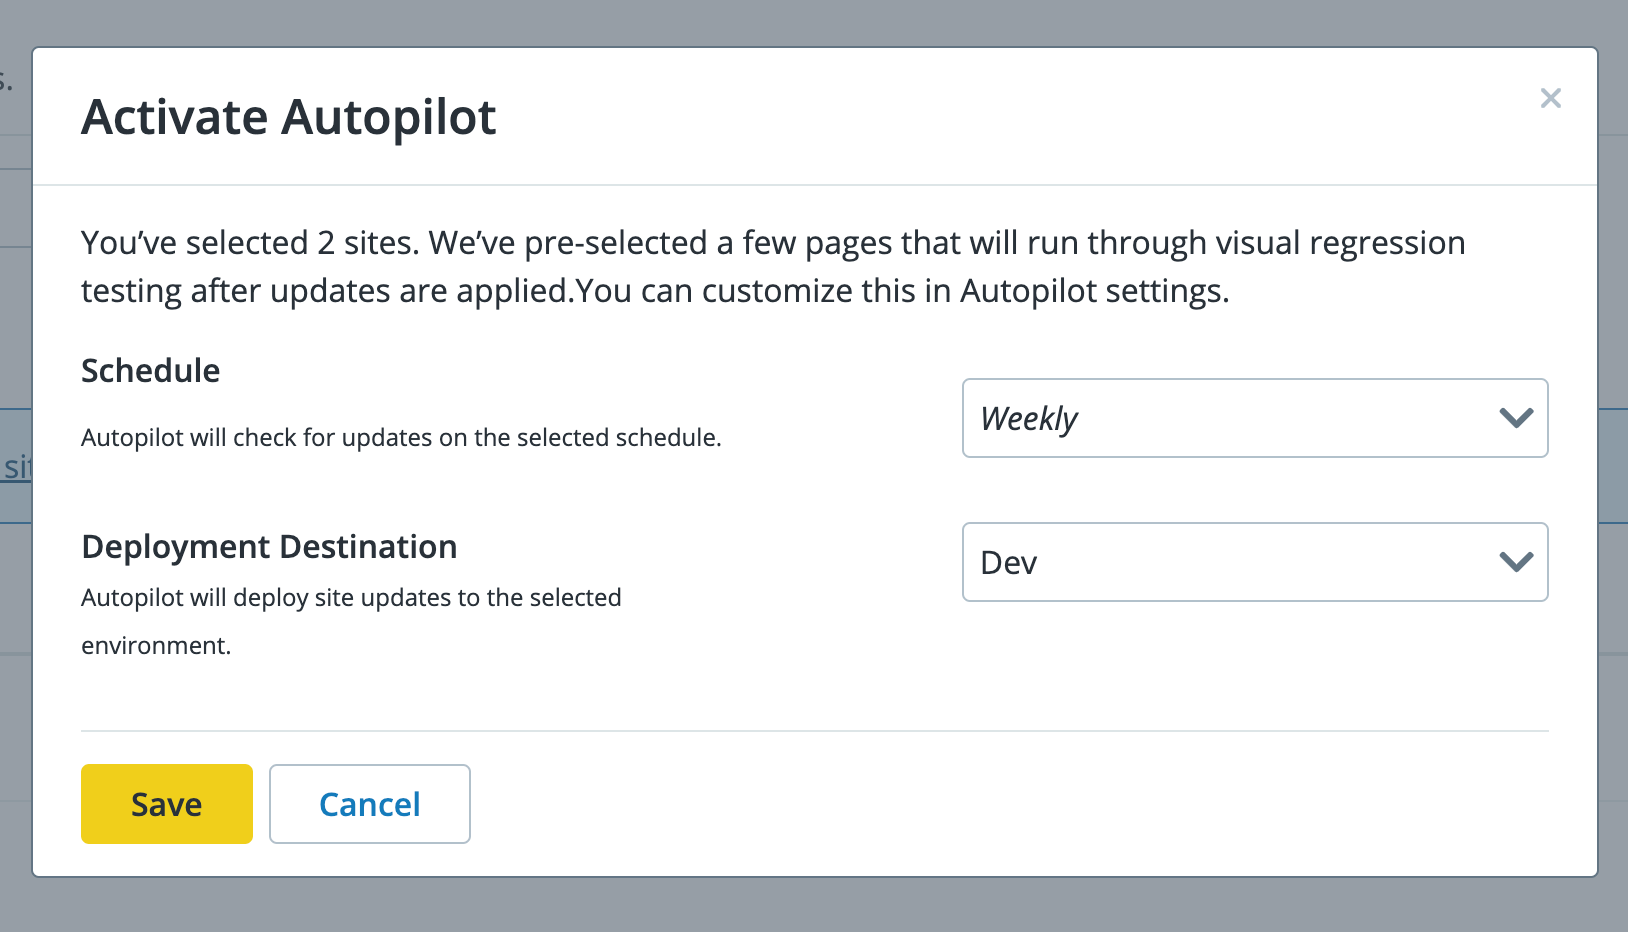 s.
Activate Autopilot
You’ve selected 2 sites. We’ve pre-selected a few pages that will run through visual regression
testing after updates are applied.You can customize this in Autopilot settings.
Schedule
Weekly
Autopilot will check for updates on the selected schedule.
Deployment Destination
Dev
Autopilot will deploy site updates to the selected
environment.
Save
Cancel